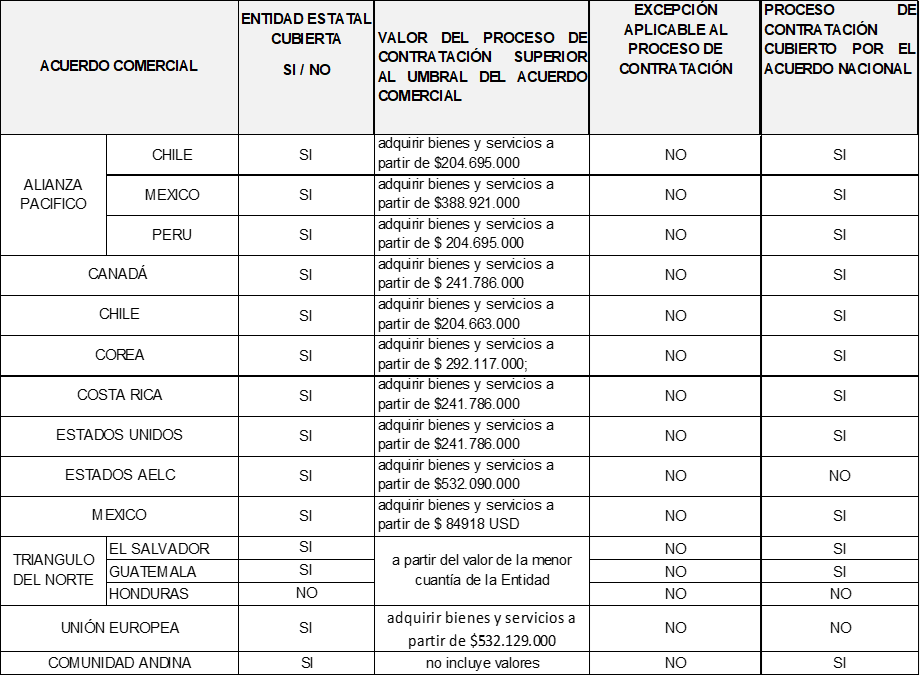 ACUERDO COMERCIAL
ENTIDAD ESTATAL
CUBIERTA
SI / NO
VALOR DEL PROCESO DE
CONTRATACIÓN SUPERIOR
AL UMBRAL DEL ACUERDO
COMERCIAL
EXCEPCIÓN
APLICABLE AL
PROCESO DE
CONTRATACIÓN
PROCESO DE
CONTRATACIÓN
CUBIERTO POR EL
ACUERDO NACIONAL
ALIANZA
PACIFICO
CHILE
SI
adquirir bienes y servicios a
partir de $204.695.000
NO
SI
MEXICO
SI
adquirir bienes y servicios a
partir de $388.921.000
NO
SI
PERU
SI
adquirir bienes y servicios a
partir de $ 204.695.000
NO
SI
CANADÁ
SI
adquirir bienes y servicios a
partir de $ 241.786.000
NO
SI
CHILE
SI
adquirir bienes y servicios a
partir de $204.663.000
NO
SI
COREA
SI
adquirir bienes y servicios a
partir de $ 292.117.000;
NO
SI
COSTA RICA
SI
adquirir bienes y servicios a
partir de $241.786.000
NO
SI
ESTADOS UNIDOS
SI
adquirir bienes y servicios a
partir de $241.786.000
NO
SI
ESTADOS AELC
SI
adquirir bienes y servicios a
partir de $532.090.000
NO
NO
MEXICO
SI
adquirir bienes y servicios a
partir de $ 84918 USD
NO
SI
TRIANGULO
DEL NORTE
EL SALVADOR
SI
a partir del valor de la menor
cuantía de la Entidad
NO
SI
GUATEMALA
SI
NO
SI
HONDURAS
NO
NO
NO
UNIÓN EUROPEA
SI
adquirir bienes y servicios a
partir de $532.129.000
NO
NO
COMUNIDAD ANDINA
SI
no incluye valores
NO
SI